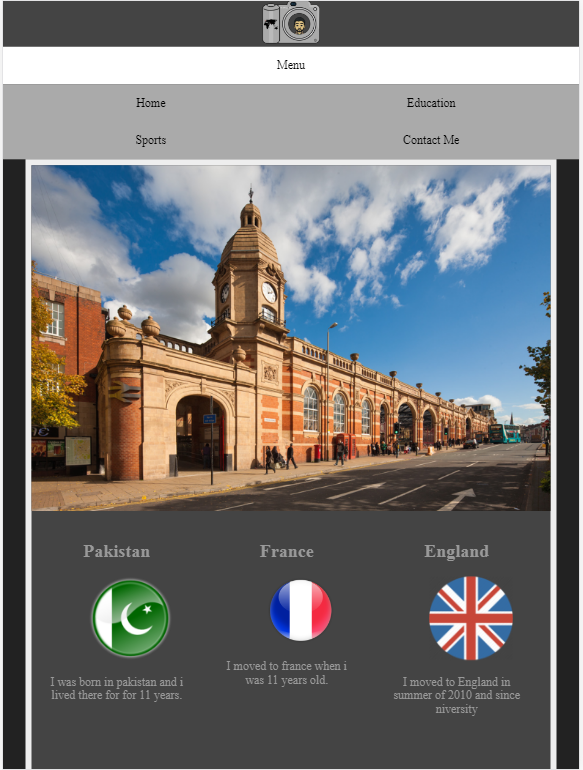 Menu
Home Education
Sports Contact Me
Pakistan France England
I was born in pakistan and i
lived there for for 11 years.
I moved to france when i
was 11 years old.
I moved to England in
summer of 2010 and since
niversity